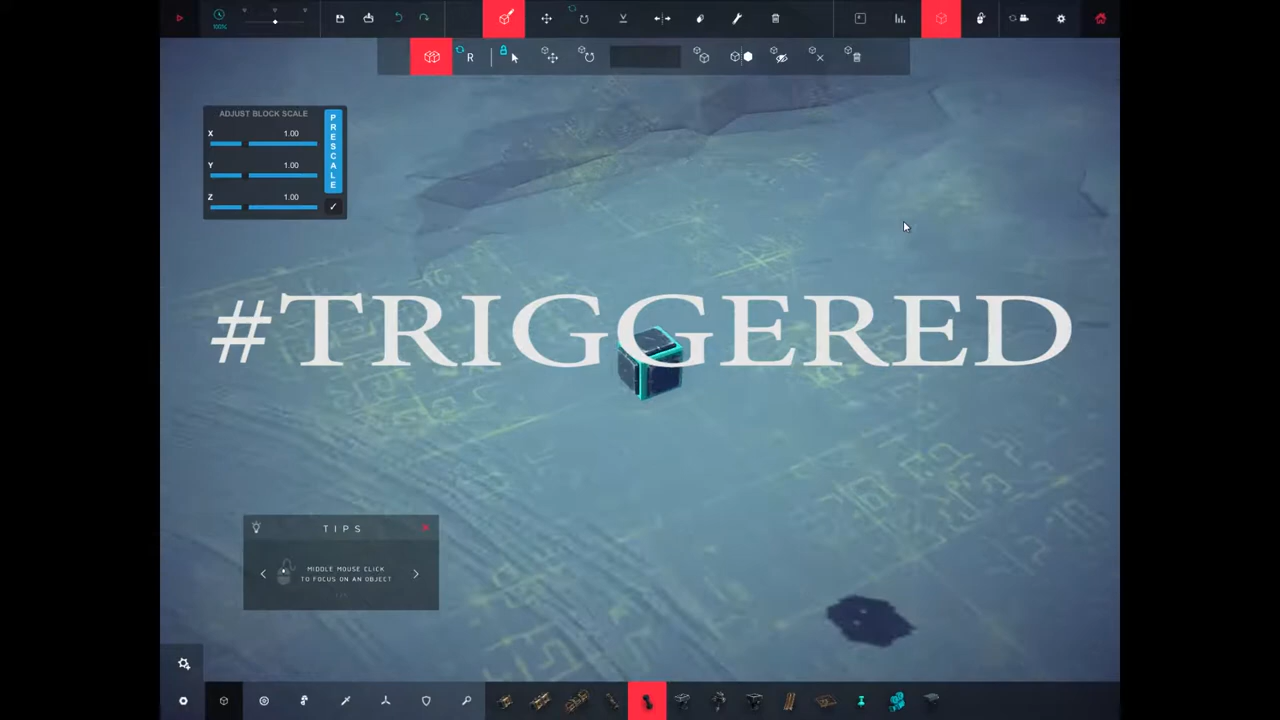 100%
R
ADJUST BLOCK SCALE
X 1.00
Y 1.00
Z 1.00
PRESCALE
#TRIGGERED
TIPS
MIDDLE MOUSE CLICK
TO FOCUS ON AN OBJECT